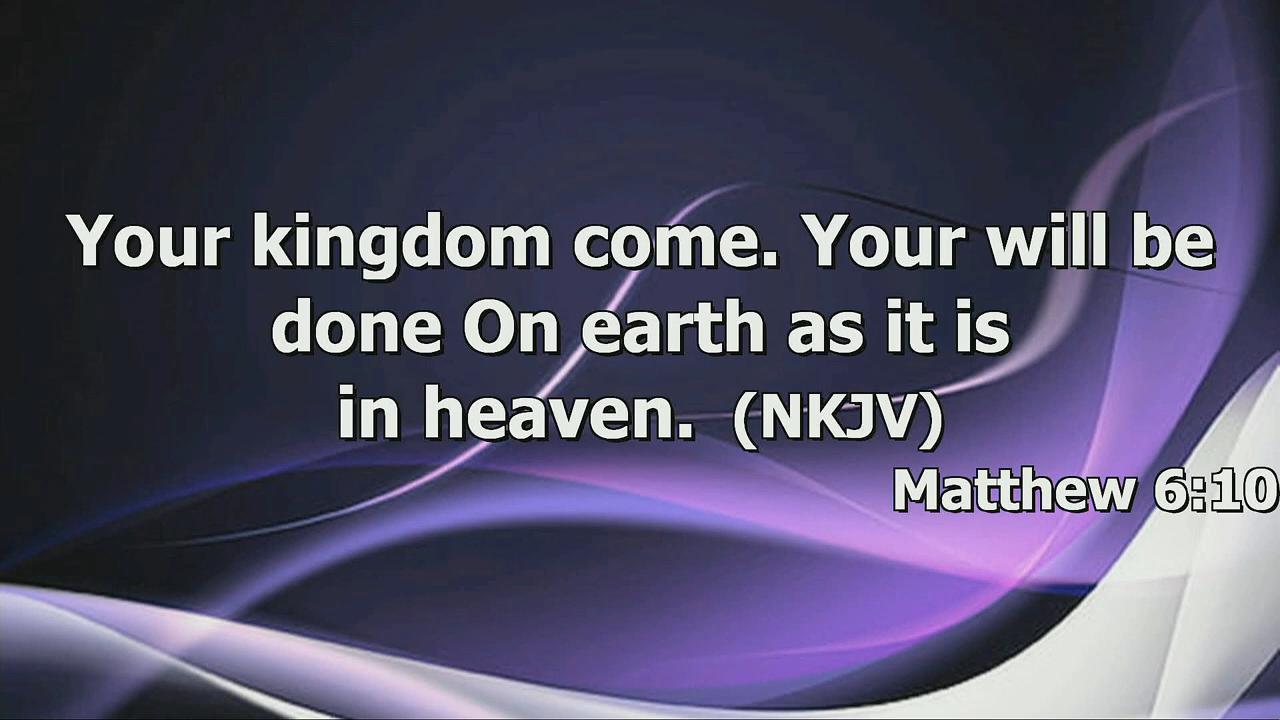 Your kingdom come. Your will be
done On earth as it is
in heaven. (NKJV)
Matthew 6:10